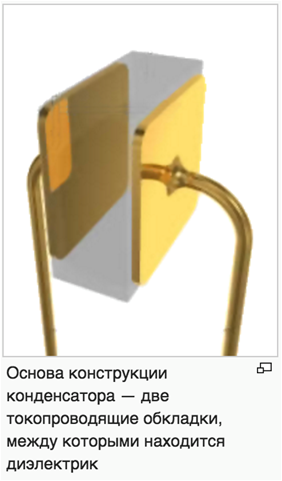 Основа конструкции
конденсатора — две
токопроводящие обкладки,
между которыми находится
диэлектрик